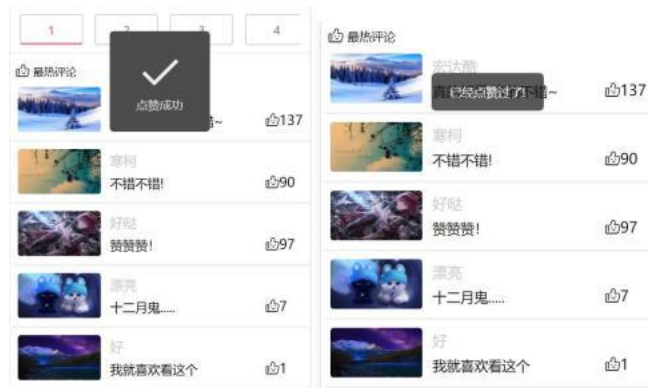 1 2 3 4
最热评论
点赞成功
~ 137
寒柯
不错不错! 90
好哒
赞赞赞! 97
漂亮
十二月鬼..... 7
好
我就喜欢看这个 1
最热评论
宏达酷
已经点赞过了!
不错~ 137
寒柯
不错不错! 90
好哒
赞赞赞! 97
漂亮
十二月鬼..... 7
好
我就喜欢看这个 1